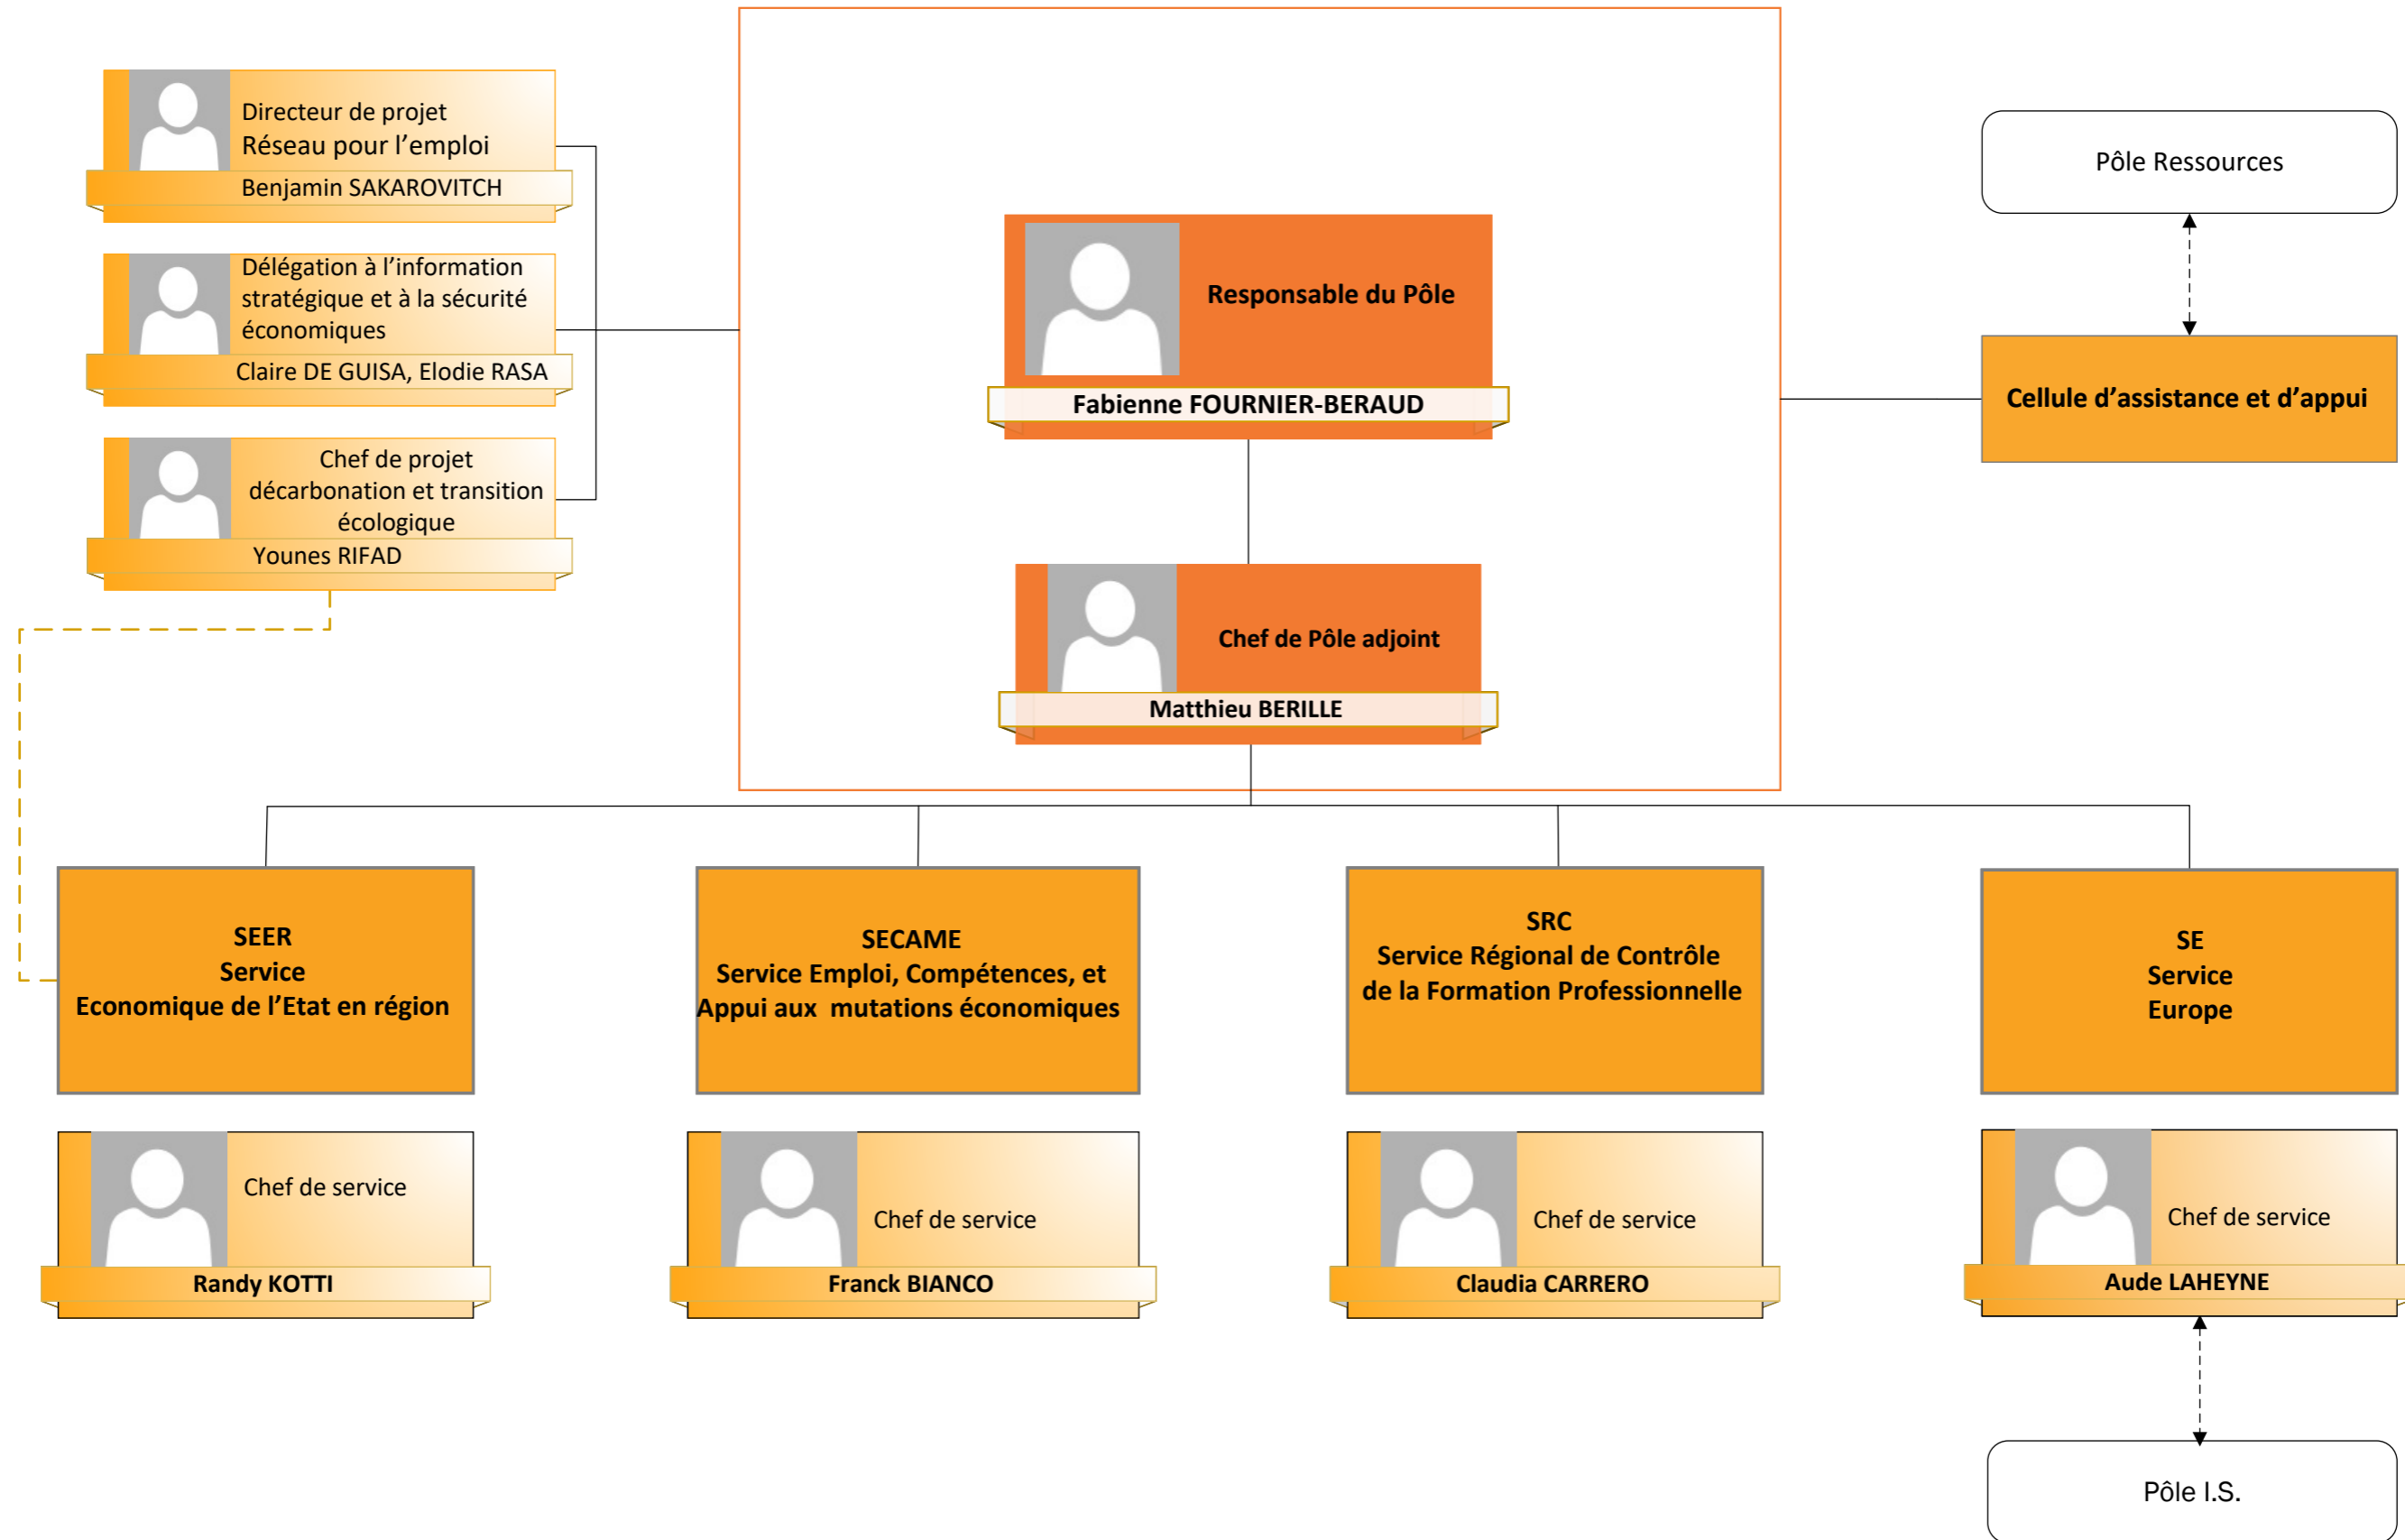 Directeur de projet
Réseau pour l’emploi
Benjamin SAKAROVITCH
Délégation à l’information
stratégique et à la sécurité
économiques
Claire DE GUISA, Elodie RASA
Chef de projet
décarbonation et transition
écologique
Younes RIFAD
Responsable du Pôle
Fabienne FOURNIER-BERAUD
Chef de Pôle adjoint
Matthieu BERILLE
Pôle Ressources
Cellule d’assistance et d’appui
SEER
Service
Economique de l’Etat en région
SECAME
Service Emploi, Compétences, et
Appui aux mutations économiques
SRC
Service Régional de Contrôle
de la Formation Professionnelle
SE
Service
Europe
Chef de service
Randy KOTTI
Chef de service
Franck BIANCO
Chef de service
Claudia CARRERO
Chef de service
Aude LAHEYNE
Pôle I.S.